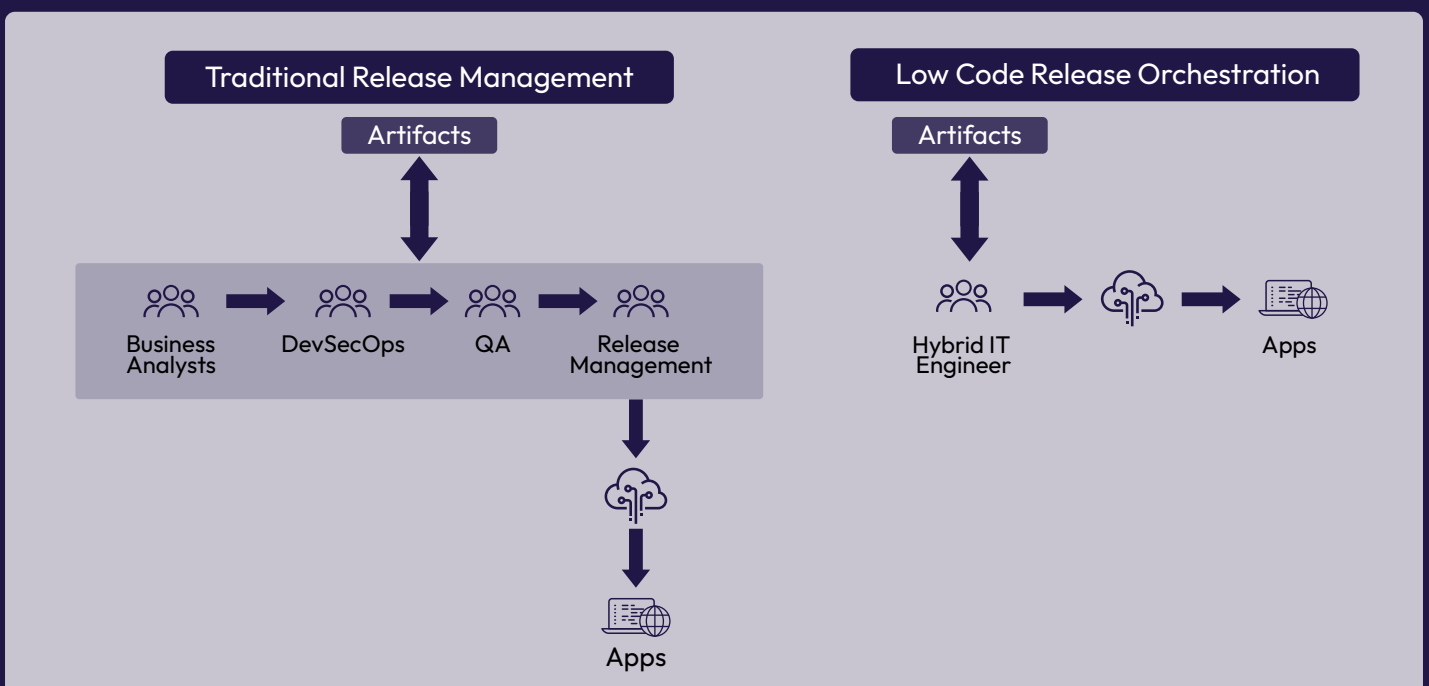 Traditional Release Management
Artifacts
Business
Analysts
DevSecOps
QA
Release
Management
Apps
Low Code Release Orchestration
Artifacts
Hybrid IT
Engineer
Apps